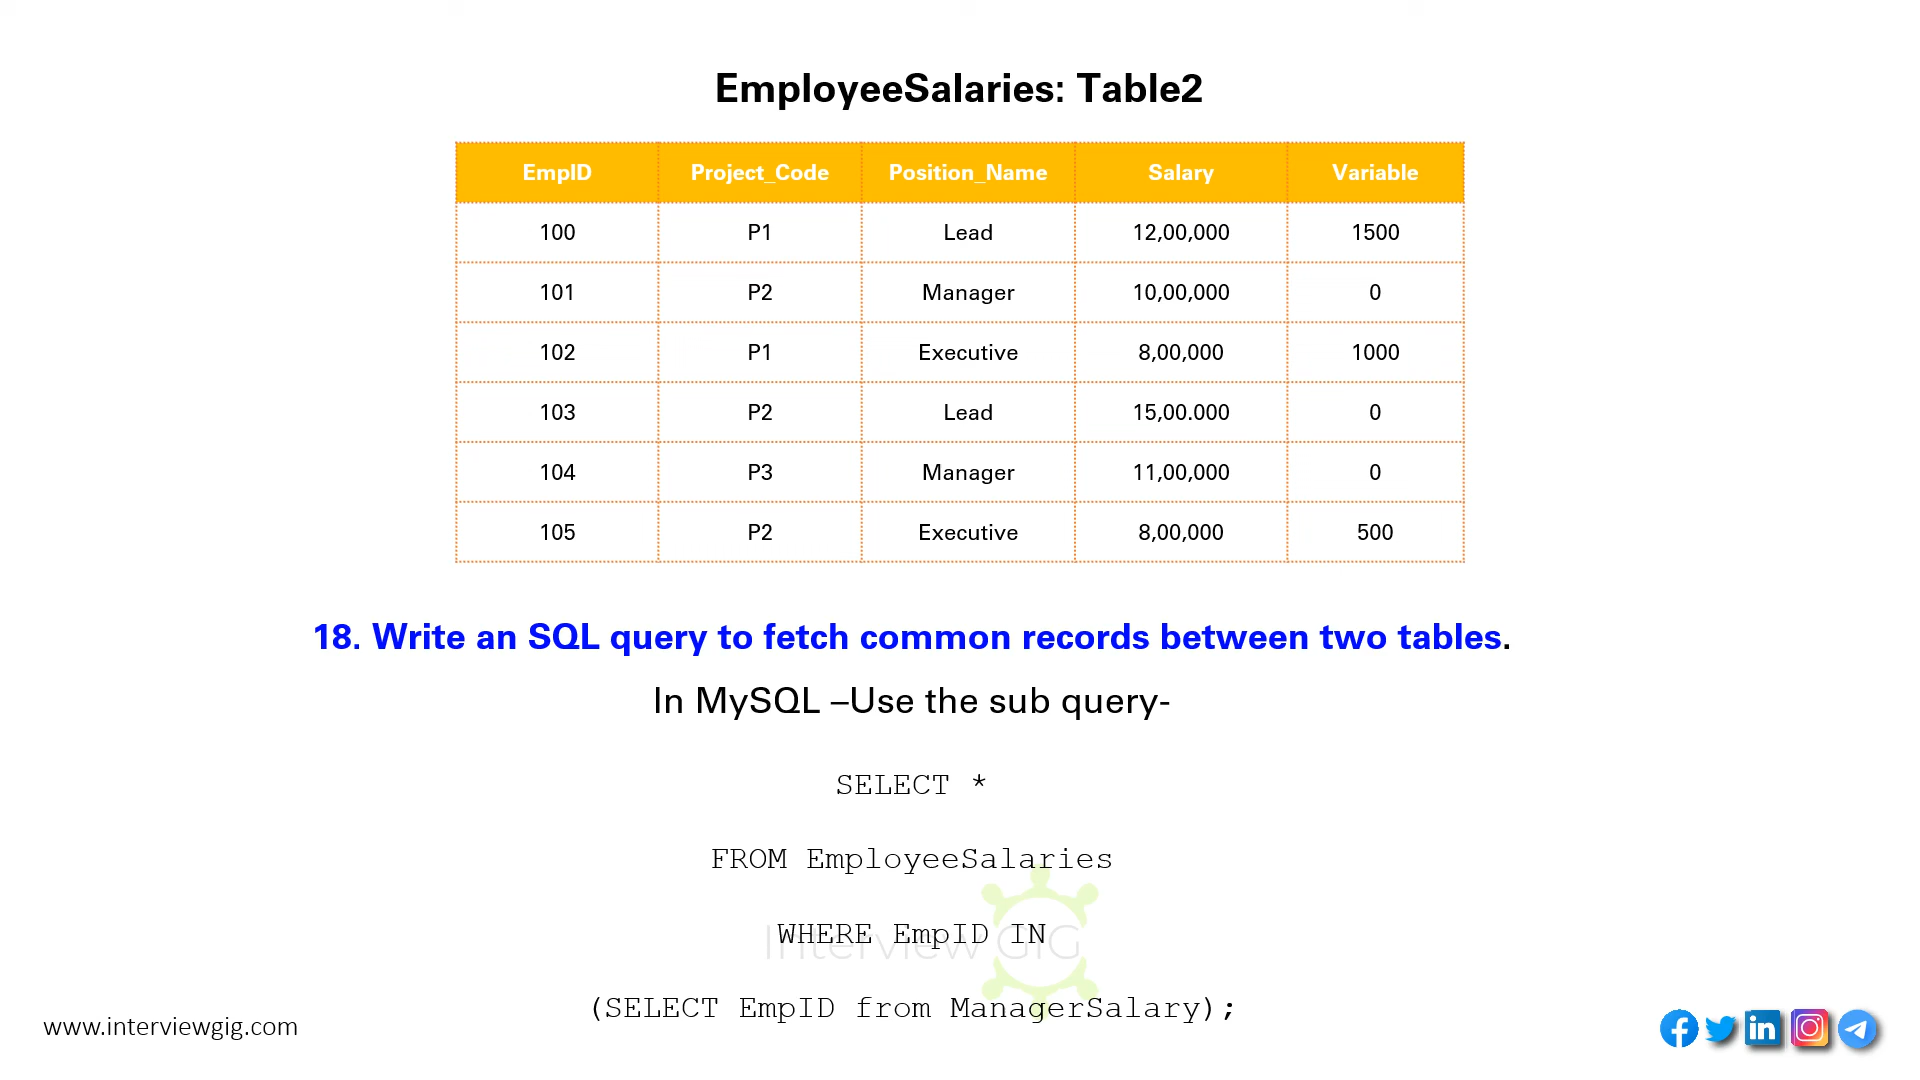 EmployeeSalaries: Table2
EmpID Project_Code Position_Name Salary Variable
100 P1 Lead 12,00,000 1500
101 P2 Manager 10,00,000 0
102 P1 Executive 8,00,000 1000
103 P2 Lead 15,00.000 0
104 P3 Manager 11,00,000 0
105 P2 Executive 8,00,000 500
18. Write an SQL query to fetch common records between two tables.
In MySQL –Use the sub query-
SELECT *
FROM EmployeeSalaries
WHERE EmpID IN
Interview GIG
(SELECT EmpID from ManagerSalary);
www.interviewgig.com